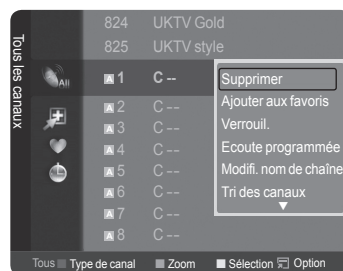 Tous les canaux
824 UKTV Gold
825 UKTV style
All
A 1 C --
A 2 C --
A 3 C --
A 4 C --
A 5 C --
A 6 C --
A 7 C --
A 8 C --
Supprimer
Ajouter aux favoris
Verrouil.
Ecoute programmée
Modifi. nom de chaîne
Tri des canaux
Tous Type de canal Zoom Sélection Option